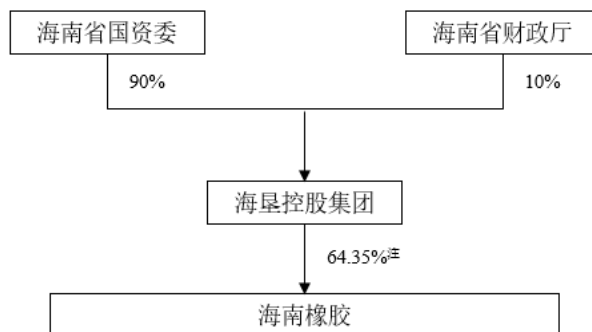 海南省国资委
海南省财政厅
90%
10%
海垦控股集团
64.35%注
海南橡胶